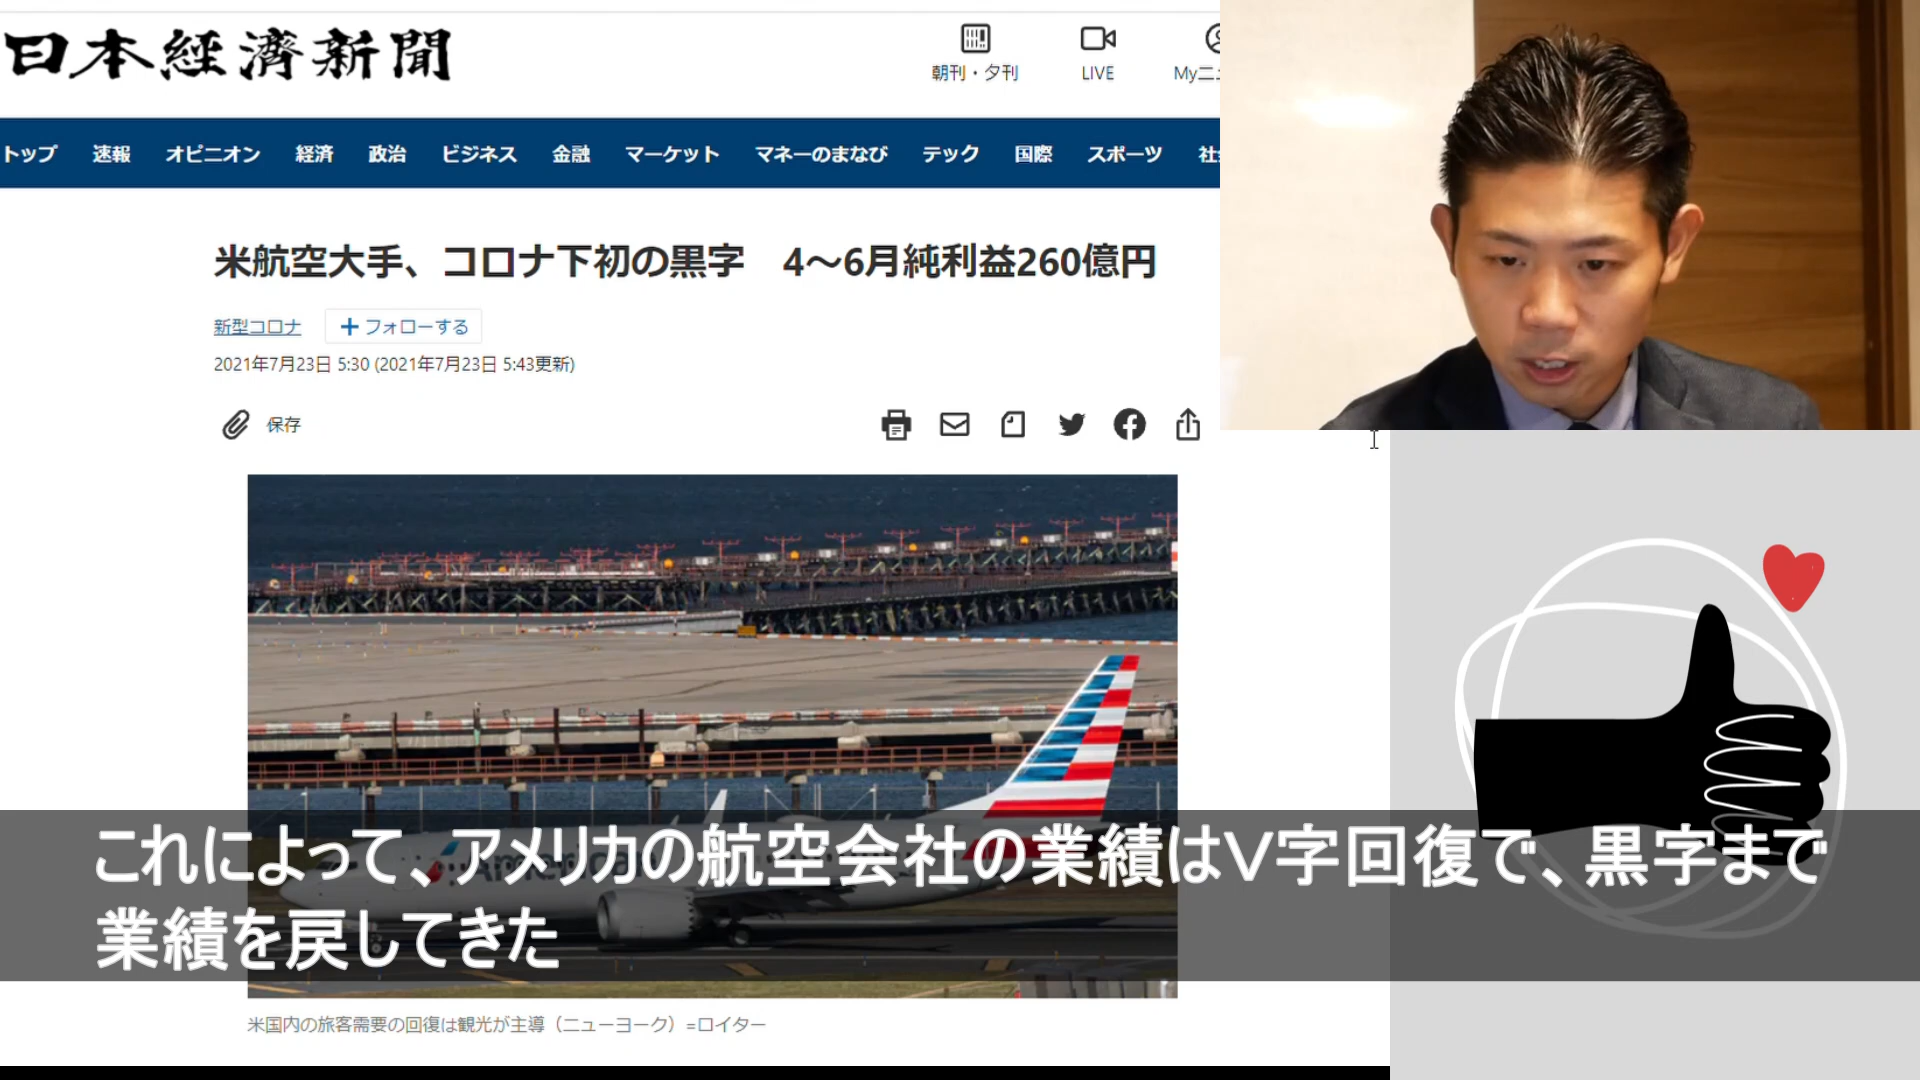 日本経済新聞
朝刊・夕刊 LIVE Myニ
トップ 速報 オピニオン 経済 政治 ビジネス 金融 マーケット マネーのまなび テック 国際 スポーツ 社
米航空大手、コロナ下初の黒字 4〜6月純利益260億円
新型コロナ +フォローする
2021年7月23日 5:30 (2021年7月23日 5:43更新)
保存
American
これによって、アメリカの航空会社の業績はV字回復で、黒字まで
業績を戻してきた
米国内の旅客需要の回復は観光が主導（ニューヨーク）=ロイター